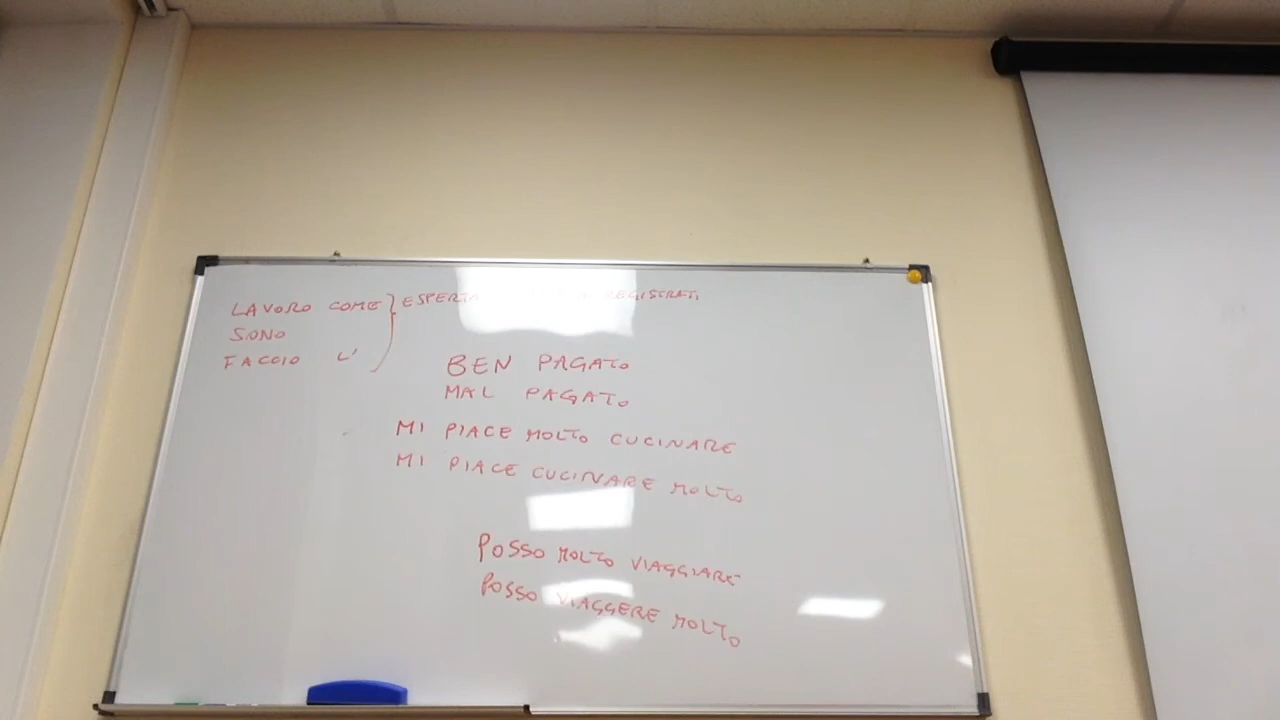 LAVORO COME } ESPERTA REGISTRATI
SONO
FACCIO L'
BEN PAGATO
MAL PAGATO
MI PIACE MOLTO CUCINARE
MI PIACE CUCINARE MOLTO
POSSO MOLTO VIAGGIARE
POSSO VIAGGERE MOLTO